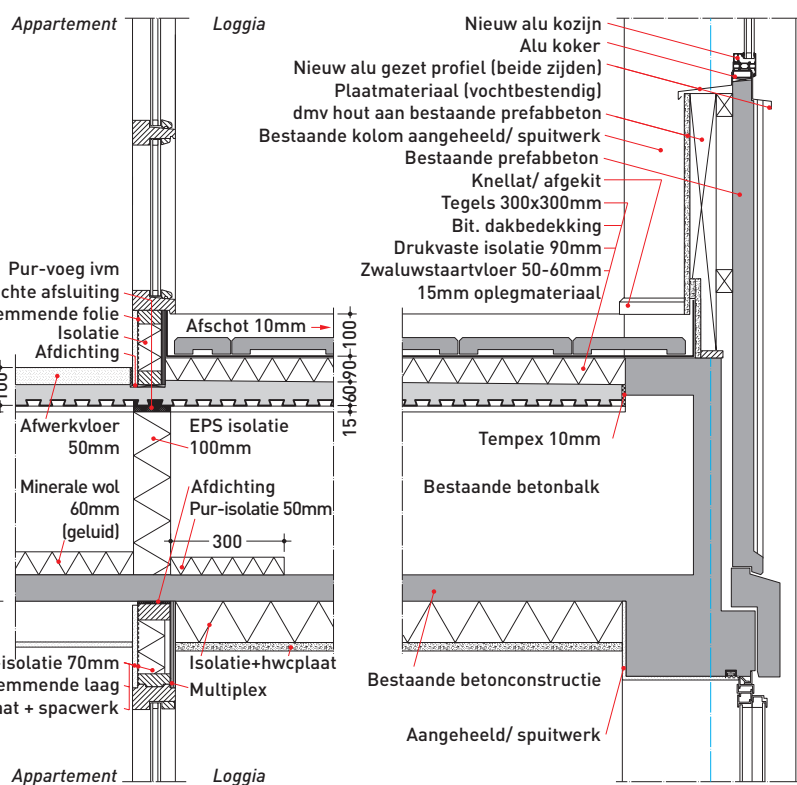 Appartement
Loggia
Nieuw alu kozijn
Alu koker
Nieuw alu gezet profiel (beide zijden)
Plaatmateriaal (vochtbestendig)
dmv hout aan bestaande prefabbeton
Bestaande kolom aangeheeld/ spuitwerk
Bestaande prefabbeton
Knellat/ afgekit
Tegels 300x300mm
Bit. dakbedekking
Drukvaste isolatie 90mm
Zwaluwstaartvloer 50-60mm
15mm oplegmateriaal
Pur-voeg ivm
chte afsluiting
emmende folie
Isolatie
Afdichting
Afschot 10mm
100
90
60
15
100
Afwerkvloer
50mm
EPS isolatie
100mm
Tempex 10mm
Minerale wol
60mm
(geluid)
Afdichting
Pur-isolatie 50mm
300
Bestaande betonbalk
isolatie 70mm
emmende laag
aat + spacwerk
Isolatie+hwcplaat
Multiplex
Bestaande betonconstructie
Aangeheeld/ spuitwerk
Appartement
Loggia